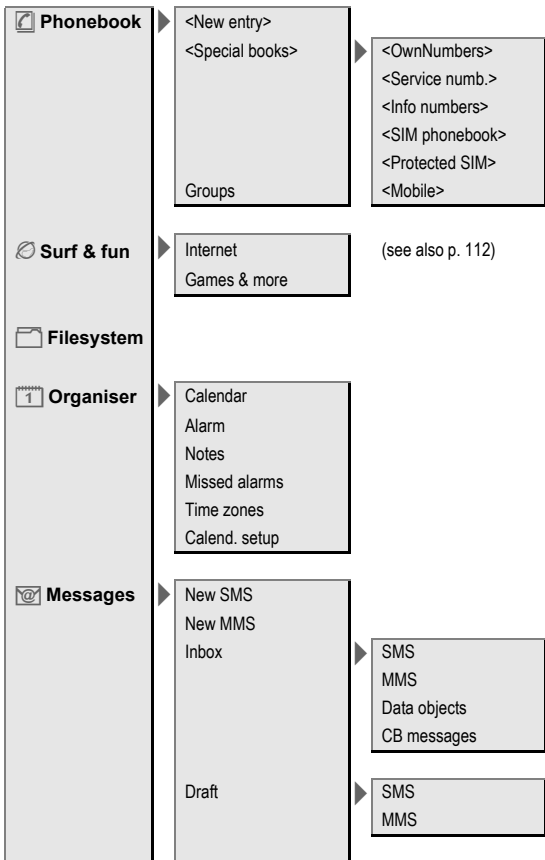 Phonebook
<New entry>
<Special books>
<OwnNumbers>
<Service numb.>
<Info numbers>
<SIM phonebook>
<Protected SIM>
<Mobile>
Groups
Surf & fun
Internet
(see also p. 112)
Games & more
Filesystem
1 Organiser
Calendar
Alarm
Notes
Missed alarms
Time zones
Calend. setup
@ Messages
New SMS
New MMS
Inbox
SMS
MMS
Data objects
CB messages
Draft
SMS
MMS